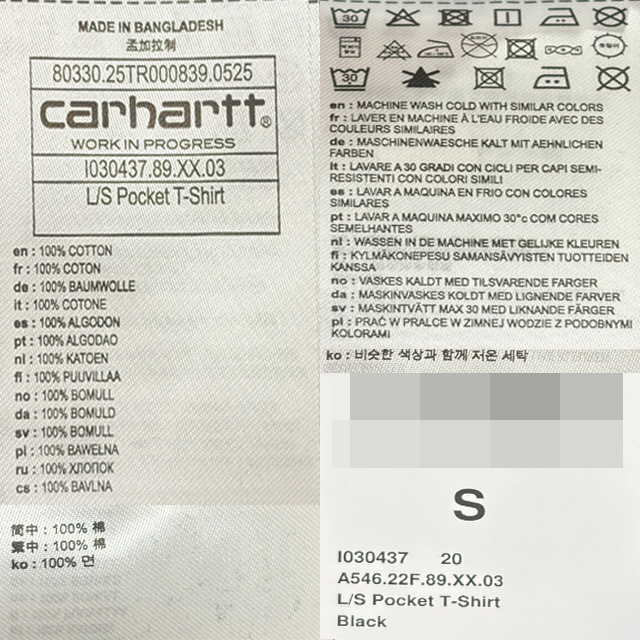 MADE IN BANGLADESH
孟加拉制
80330.25TR000839.0525
carhartt®
WORK IN PROGRESS
I030437.89.XX.03
L/S Pocket T-Shirt
en : 100% COTTON
fr : 100% COTON
de : 100% BAUMWOLLE
it : 100% COTONE
es : 100% ALGODON
pt : 100% ALGODAO
nl : 100% KATOEN
fi : 100% PUUVILLAA
no : 100% BOMULL
da : 100% BOMULD
sv : 100% BOMULL
pl : 100% BAWEŁNA
ru : 100% ХЛОПОК
cs : 100% BAVLNA
简中 : 100% 棉
繁中 : 100% 棉
ko : 100% 면
30
30
en : MACHINE WASH COLD WITH SIMILAR COLORS
fr : LAVER EN MACHINE À L'EAU FROIDE AVEC DES
COULEURS SIMILAIRES
de : MASCHINENWAESCHE KALT MIT AEHNLICHEN
FARBEN
it : LAVARE A 30 GRADI CON CICLI PER CAPI SEMI-
RESISTENTI CON COLORI SIMILI
es : LAVAR A MAQUINA EN FRIO CON COLORES
SIMILARES
pt : LAVAR A MAQUINA MAXIMO 30°c COM CORES
SEMELHANTES
nl : WASSEN IN DE MACHINE MET GELIJKE KLEUREN
fi : KYLMÄKONEPESU SAMANSÄVYISTEN TUOTTEIDEN
KANSSA
no : VASKES KALDT MED TILSVARENDE FARGER
da : MASKINVASKES KOLDT MED LIGNENDE FARVER
sv : MASKINTVÄTT MAX 30 MED LIKNANDE FÄRGER
pl : PRAĆ W PRALCE W ZIMNEJ WODZIE Z PODOBNYMI
KOLORAMI
ko : 비슷한 색상과 함께 저온 세탁
S
I030437 20
A546.22F.89.XX.03
L/S Pocket T-Shirt
Black